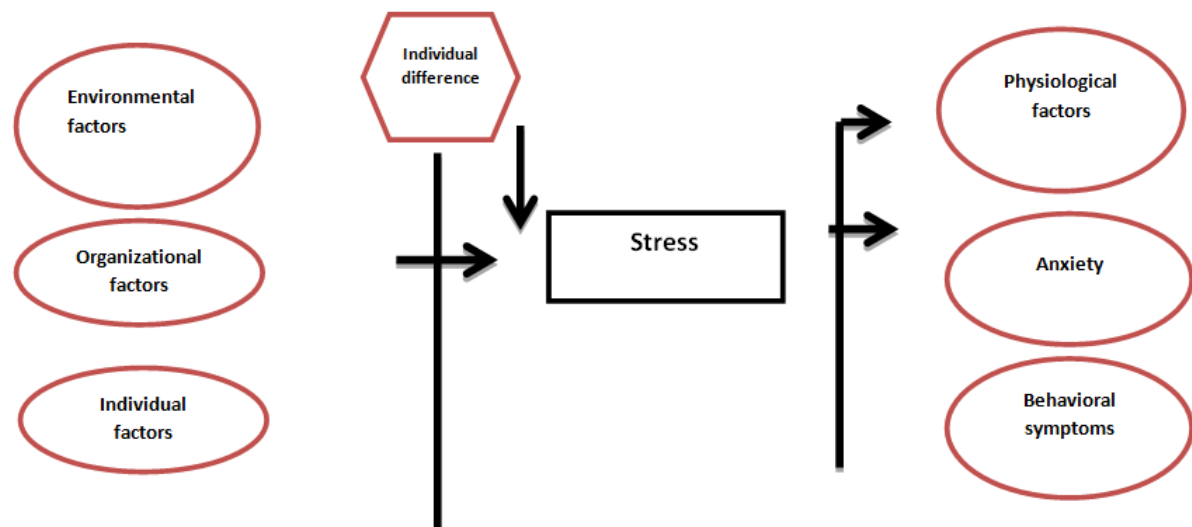 Environmental
factors
Organizational
factors
Individual
factors
Individual
difference
Stress
Physiological
factors
Anxiety
Behavioral
symptoms